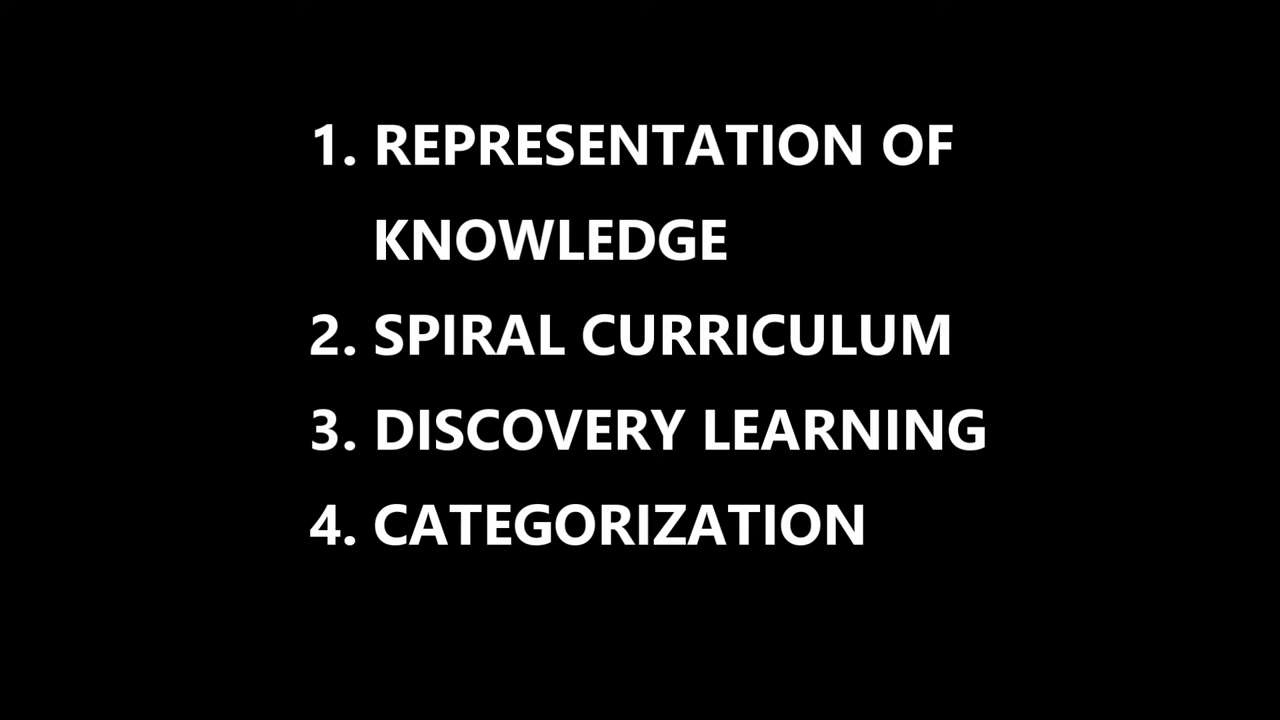 1. REPRESENTATION OF
KNOWLEDGE
2. SPIRAL CURRICULUM
3. DISCOVERY LEARNING
4. CATEGORIZATION